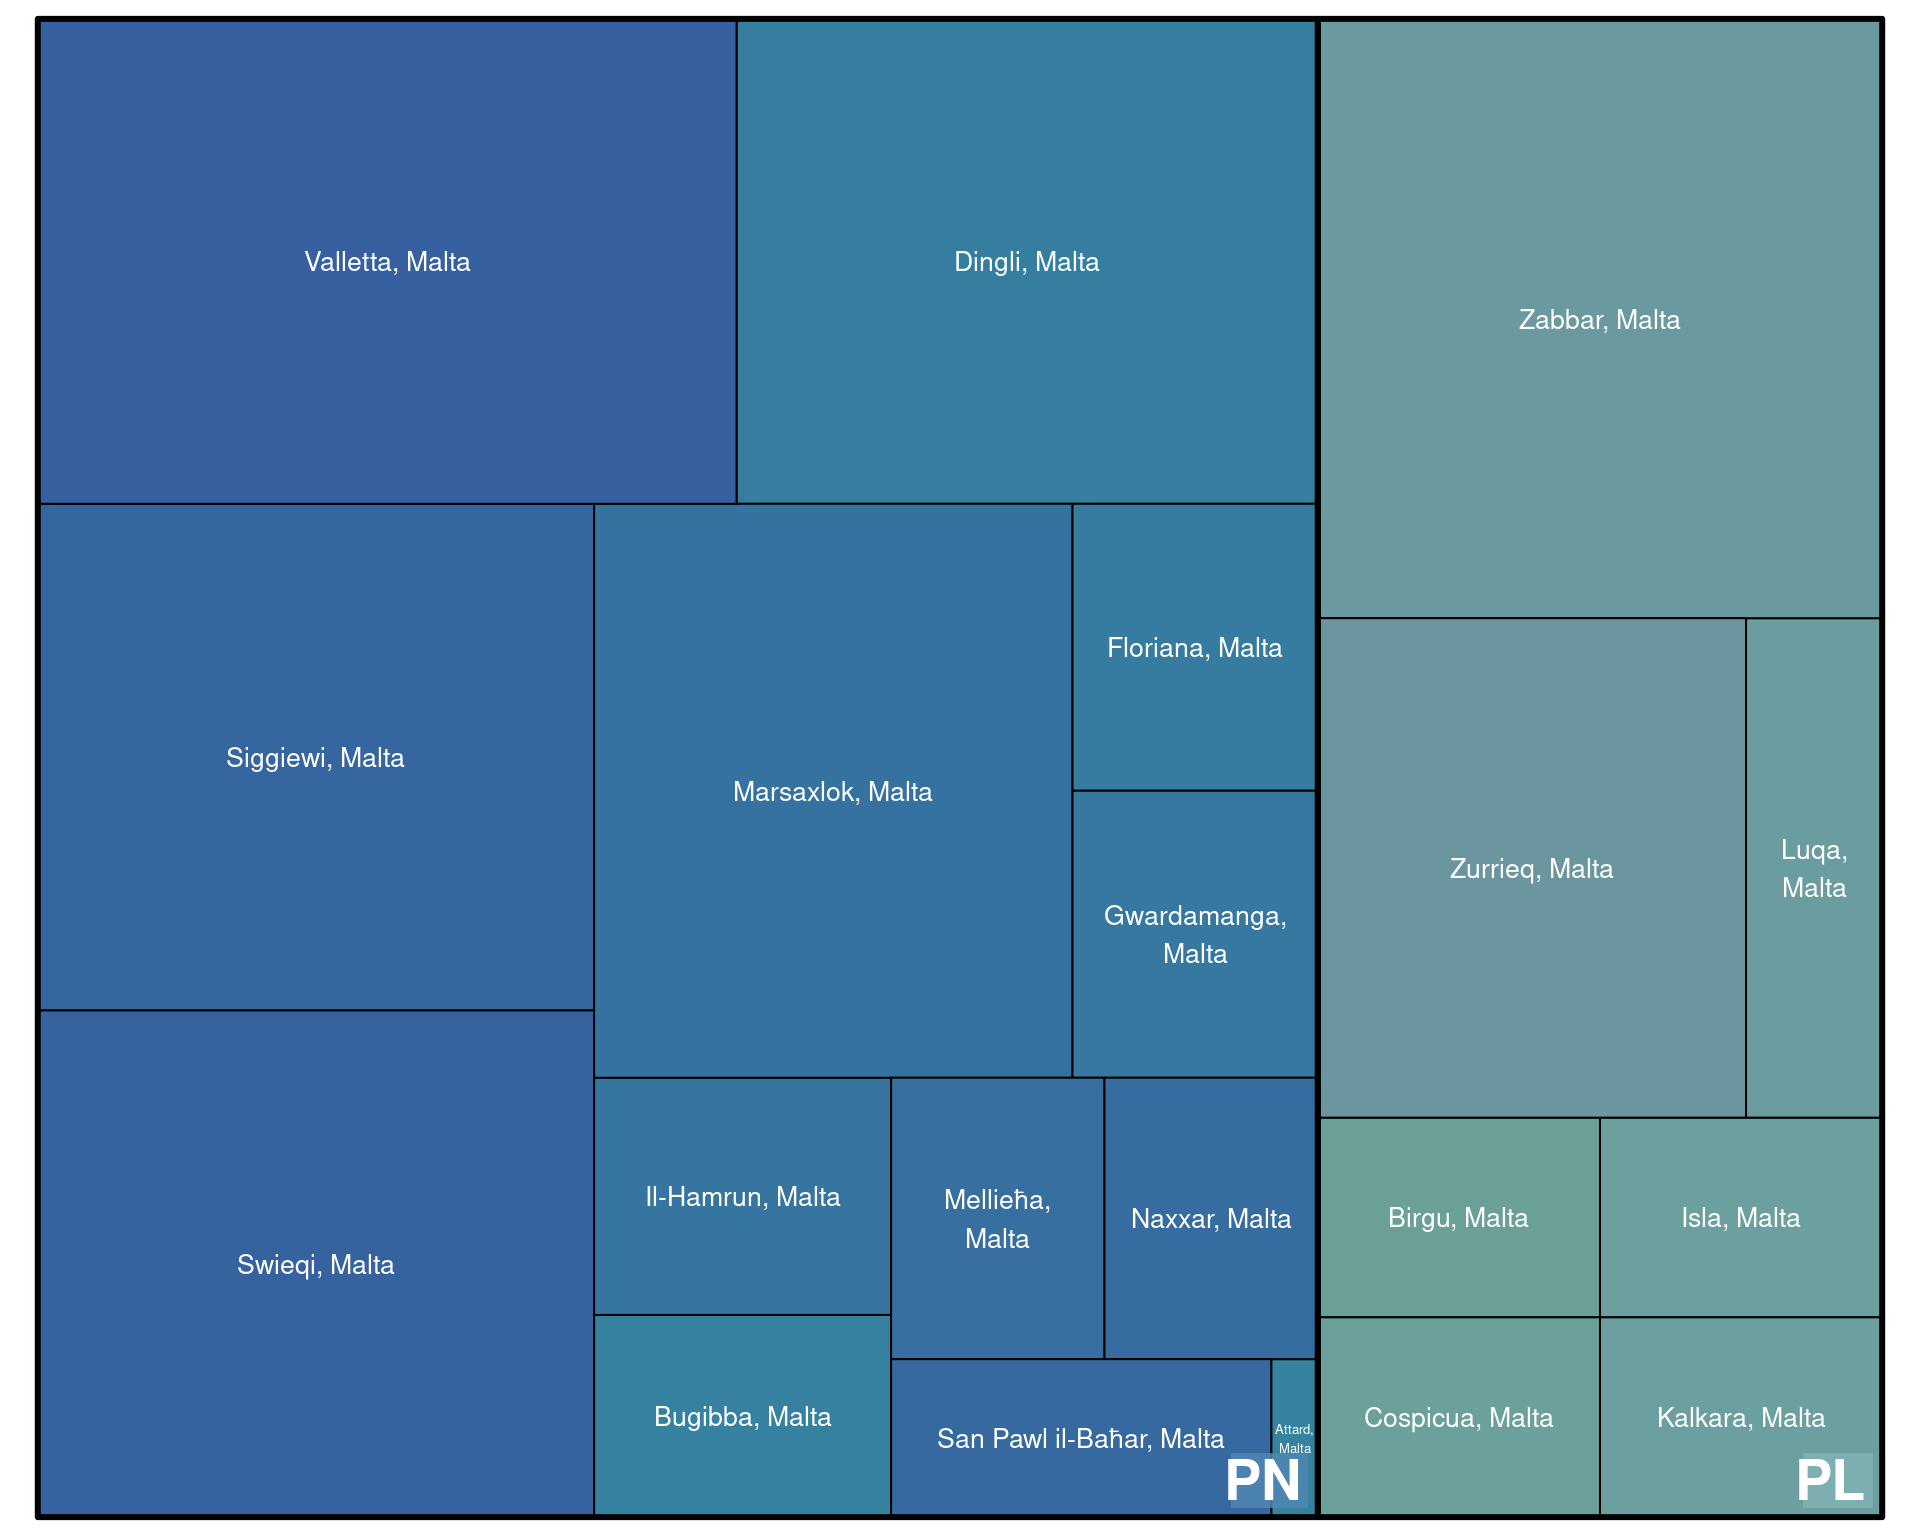 Valletta, Malta
Dingli, Malta
Zabbar, Malta
Siggiewi, Malta
Marsaxlok, Malta
Floriana, Malta
Gwardamanga,
Malta
Zurrieq, Malta
Luqa,
Malta
Swieqi, Malta
Il-Hamrun, Malta
Mellieħa,
Malta
Naxxar, Malta
Birgu, Malta
Isla, Malta
Bugibba, Malta
San Pawl il-Baħar, Malta
Attard,
Malta
Cospicua, Malta
Kalkara, Malta
PN
PL